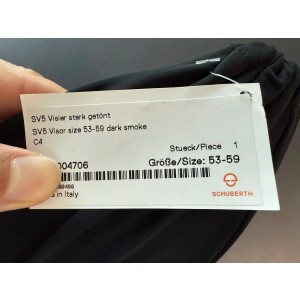 SV5 Visier stark getönt
SV5 Visor size 53-59 dark smoke
C4
Stueck/Piece 1
004706
Größe/Size: 53-59
in Italy
SCHUBERTH